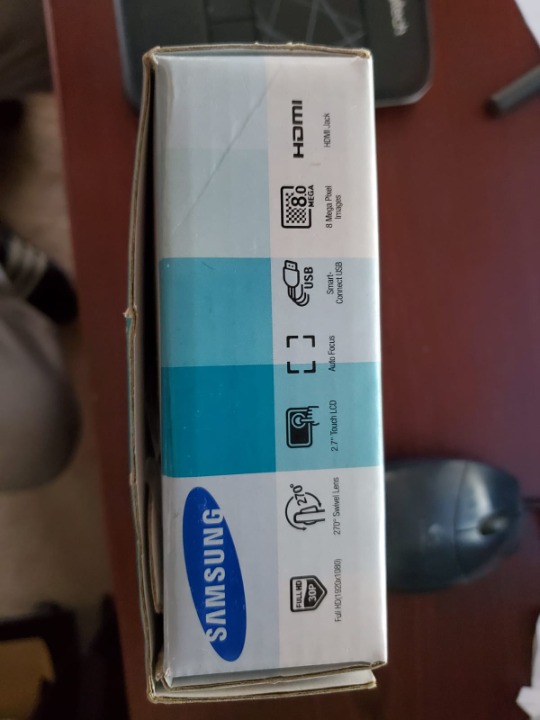 SAMSUNG
FULL HD
30P
Full HD(1920x1080)
270°
270° Swivel Lens
2.7" Touch LCD
Auto Focus
USB
Smart-
Connect USB
8.0
MEGA
8 Mega Pixel
Images
HDMI
HDMI Jack